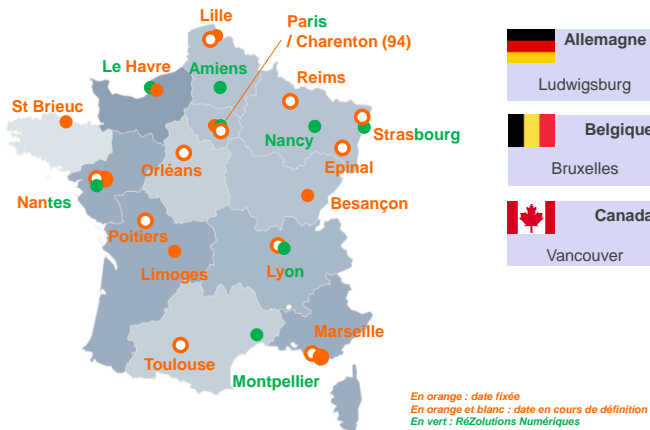 Lille
Paris
/ Charenton (94)
Le Havre
Amiens
Reims
St Brieuc
Nancy
Strasbourg
Orléans
Epinal
Nantes
Besançon
Poitiers
Limoges
Lyon
Marseille
Toulouse
Montpellier
Allemagne
Ludwigsburg
Belgique
Bruxelles
Canada
Vancouver
En orange : date fixée
En orange et blanc : date en cours de définition
En vert : RéZolutions Numériques